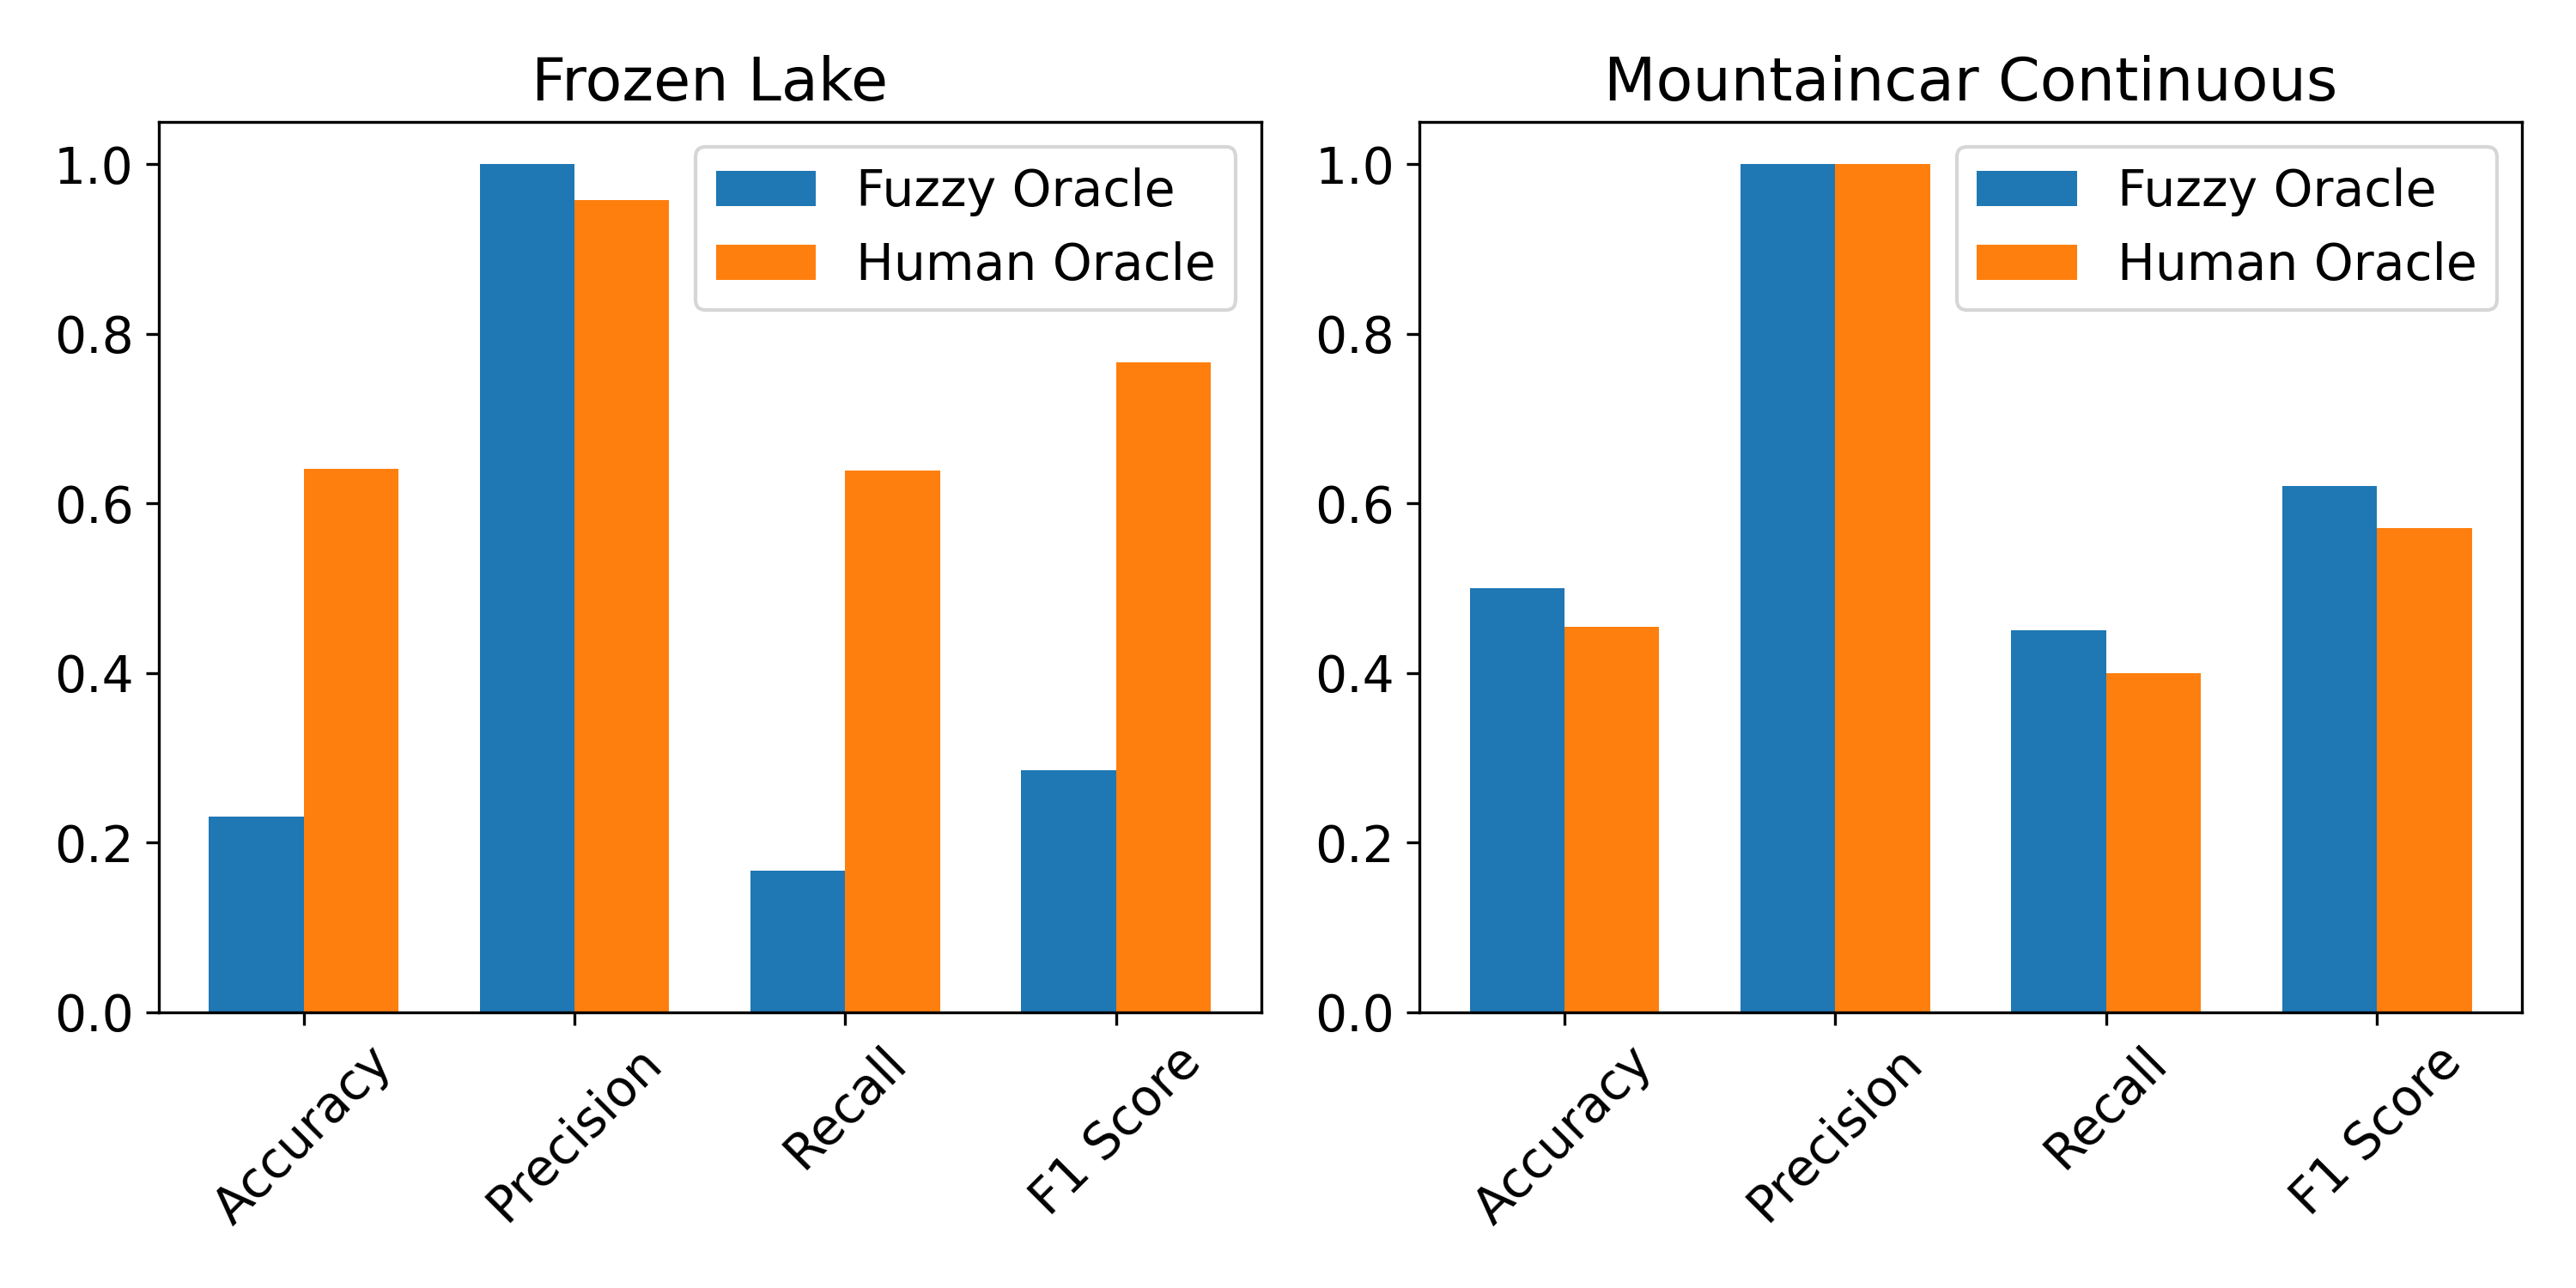 Frozen Lake
1.0
0.8
0.6
0.4
0.2
0.0
Fuzzy Oracle
Human Oracle
Accuracy
Precision
Recall
F1 Score
Mountaincar Continuous
1.0
0.8
0.6
0.4
0.2
0.0
Fuzzy Oracle
Human Oracle
Accuracy
Precision
Recall
F1 Score